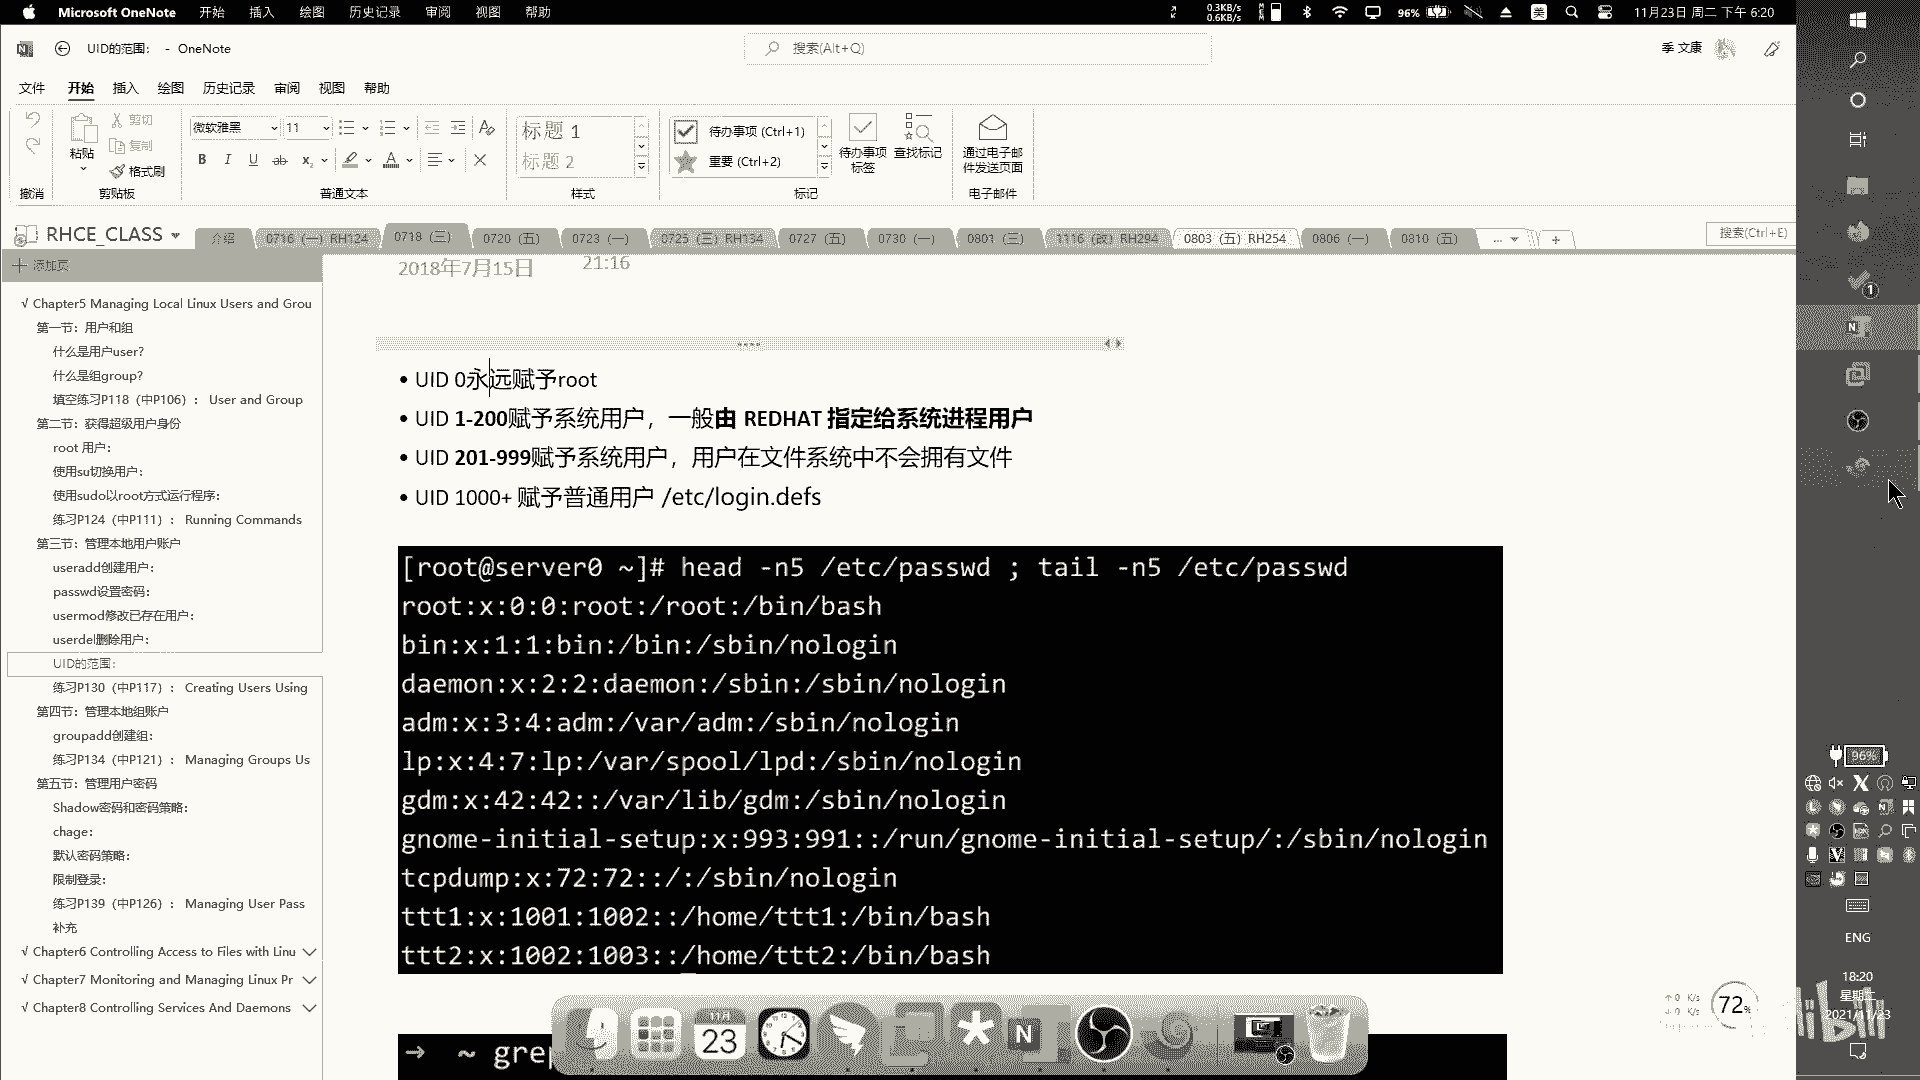 Microsoft OneNote 开始 插入 绘图 历史记录 审阅 视图 帮助 0.3KB/s 0.6KB/s 96% 美 11月23日 周二 下午 6:20
UID的范围: - OneNote 搜索(Alt+Q) 季 文康
文件 开始 插入 绘图 历史记录 审阅 视图 帮助
粘贴 剪切 复制 格式刷
微软雅黑 11
B I U ab x A
标题 1
标题 2
待办事项 (Ctrl+1)
重要 (Ctrl+2)
待办事项标签 查找标记 通过电子邮件发送页面
撤消 剪贴板 普通文本 样式 标记 电子邮件
RHCE_CLASS 介绍 0716 (一) RH124 0718 (三) 0720 (五) 0723 (一) 0725 (三) RH134 0727 (五) 0730 (一) 0801 (三) 1116 (改) RH294 0803 (五) RH254 0806 (一) 0810 (五) ... + 搜索(Ctrl+E)
添加页
√ Chapter5 Managing Local Linux Users and Grou
第一节: 用户和组
什么是用户user?
什么是组group?
填空练习P118 (中P106) : User and Group
第二节: 获得超级用户身份
root 用户:
使用su切换用户:
使用sudo以root方式运行程序:
练习P124 (中P111) : Running Commands
第三节: 管理本地用户账户
useradd创建用户:
passwd设置密码:
usermod修改已存在用户:
userdel删除用户:
UID的范围:
练习P130 (中P117) : Creating Users Using
第四节: 管理本地组账户
groupadd创建组:
练习P134 (中P121) : Managing Groups Us
第五节: 管理用户密码
Shadow密码和密码策略:
chage:
默认密码策略:
限制登录:
练习P139 (中P126) : Managing User Pass
补充
√ Chapter6 Controlling Access to Files with Linu
√ Chapter7 Monitoring and Managing Linux Pr
√ Chapter8 Controlling Services And Daemons
2018年7月15日 21:16
• UID 0永远赋予root
• UID 1-200赋予系统用户，一般由 REDHAT 指定给系统进程用户
• UID 201-999赋予系统用户，用户在文件系统中不会拥有文件
• UID 1000+ 赋予普通用户 /etc/login.defs
[root@server0 ~]# head -n5 /etc/passwd ; tail -n5 /etc/passwd
root:x:0:0:root:/root:/bin/bash
bin:x:1:1:bin:/bin:/sbin/nologin
daemon:x:2:2:daemon:/sbin:/sbin/nologin
adm:x:3:4:adm:/var/adm:/sbin/nologin
lp:x:4:7:lp:/var/spool/lpd:/sbin/nologin
gdm:x:42:42::/var/lib/gdm:/sbin/nologin
gnome-initial-setup:x:993:991::/run/gnome-initial-setup/:/sbin/nologin
tcpdump:x:72:72::/:/sbin/nologin
ttt1:x:1001:1002::/home/ttt1:/bin/bash
ttt2:x:1002:1003::/home/ttt2:/bin/bash
→ ~ grep
11月
23
N
↑ 0 K/s
↓ 0 K/s
72%
1
96%
ENG
18:20
星期二
2021/11/23